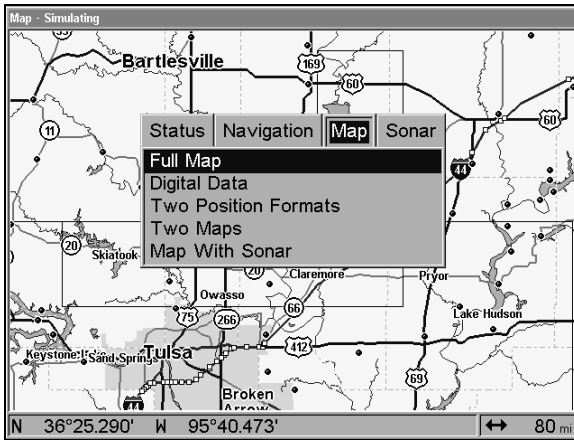 Map - Simulating
Bartlesville
169
60
11
60
Status Navigation Map Sonar
Full Map
Digital Data
Two Position Formats
Two Maps
Map With Sonar
44
20
Skiatook
20
Claremore
Pryor
Owasso
66
75
266
Lake Hudson
412
Sand Springs
Tulsa
69
Broken
Arrow
44
N 36°25.290' W 95°40.473' ↔ 80 mi